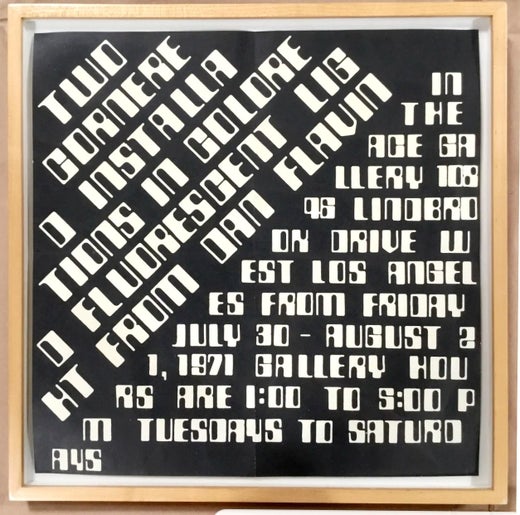 TWO
CORNERE
D INSTALLA
TIONS IN COLORE
D FLUORESCENT LIG
HT FROM DAN FLAVIN
IN
THE
ACE GA
LLERY 108
46 LINDBRO
OK DRIVE W
EST LOS ANGEL
ES FROM FRIDAY
JULY 30 - AUGUST 2
1, 1971 GALLERY HOU
RS ARE 1:00 TO 5:00 P
M TUESDAYS TO SATURD
AYS